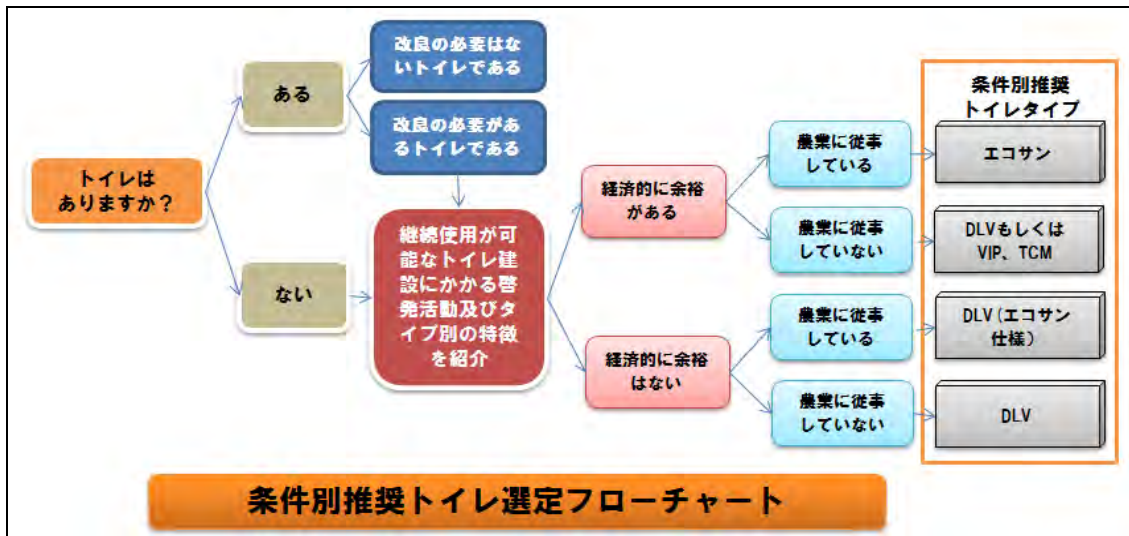 トイレは
ありますか？
ある
ない
改良の必要はな
いトイレである
改良の必要があ
るトイレである
継続使用が可
能なトイレ建
設にかかる啓
発活動及びタ
イプ別の特徴
を紹介
経済的に余裕
がある
経済的に余裕
はない
農業に従事
している
農業に従事
していない
農業に従事
している
農業に従事
していない
条件別推奨
トイレタイプ
エコサン
DLVもしくは
VIP、TCM
DLV(エコサン
仕様）
DLV
条件別推奨トイレ選定フローチャート